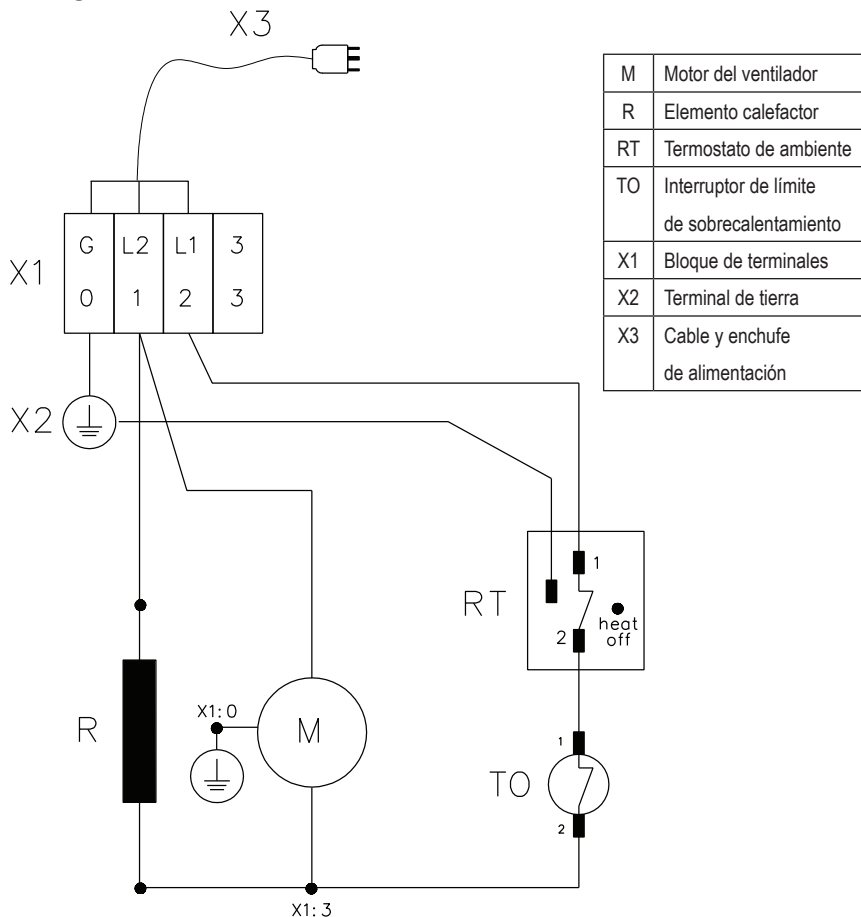 X3
M Motor del ventilador
R Elemento calefactor
RT Termostato de ambiente
TO Interruptor de límite
de sobrecalentamiento
X1 Bloque de terminales
X2 Terminal de tierra
X3 Cable y enchufe
de alimentación
X1
G L2 L1 3
0 1 2 3
X2
RT
1
2
heat
off
R
X1:0
M
TO
1
2
X1:3